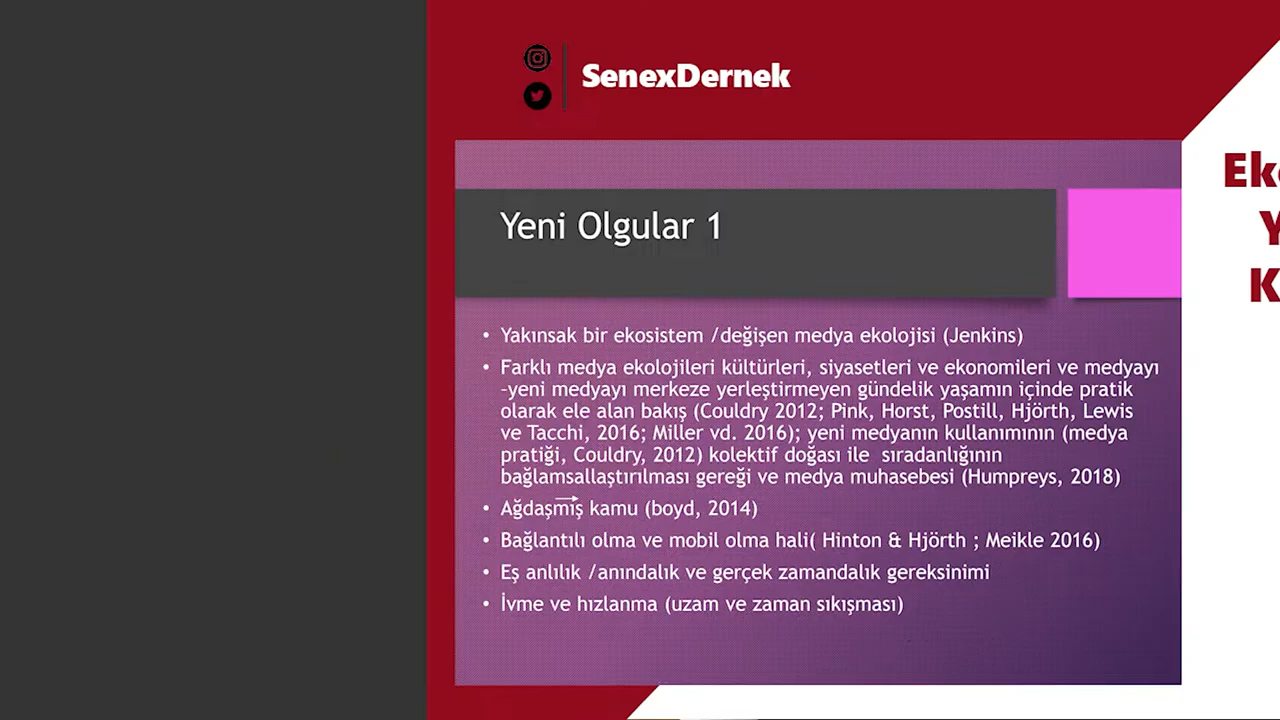 SenexDernek
Yeni Olgular 1
• Yakınsak bir ekosistem /değişen medya ekolojisi (Jenkins)
• Farklı medya ekolojileri kültürleri, siyasetleri ve ekonomileri ve medyayı
–yeni medyayı merkeze yerleştirmeyen gündelik yaşamın içinde pratik
olarak ele alan bakış (Couldry 2012; Pink, Horst, Postill, Hjörth, Lewis
ve Tacchi, 2016; Miller vd. 2016); yeni medyanın kullanımının (medya
pratiği, Couldry, 2012) kolektif doğası ile sıradanlığının
bağlamsallaştırılması gereği ve medya muhasebesi (Humpreys, 2018)
• Ağdaşmış kamu (boyd, 2014)
• Bağlantılı olma ve mobil olma hali( Hinton & Hjörth ; Meikle 2016)
• Eş anlılık /anındalık ve gerçek zamandalık gereksinimi
• İvme ve hızlanma (uzam ve zaman sıkışması)